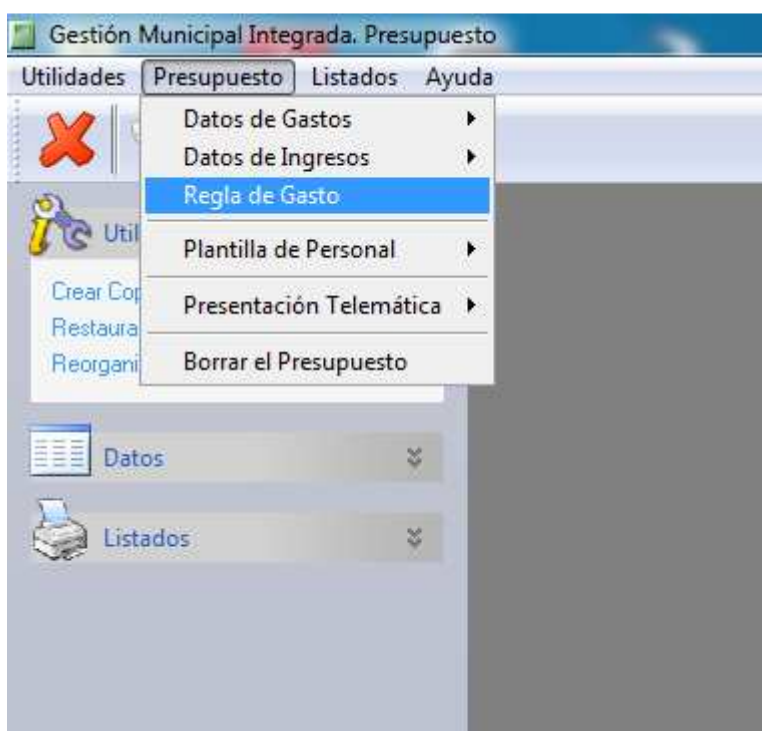 Gestión Municipal Integrada. Presupuesto
Utilidades Presupuesto Listados Ayuda
Datos de Gastos
Datos de Ingresos
Regla de Gasto
Plantilla de Personal
Presentación Telemática
Borrar el Presupuesto
Crear
Datos
Listados